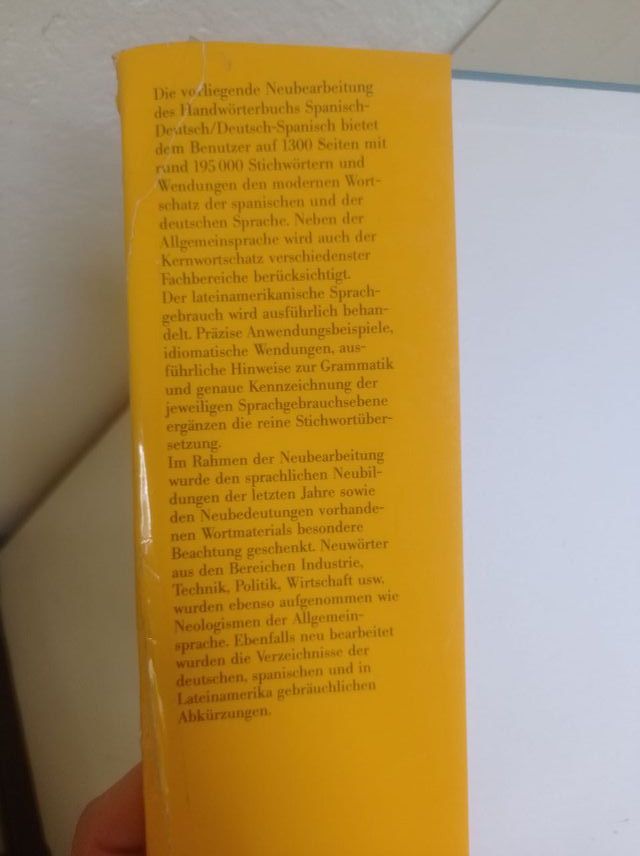 Die vorliegende Neubearbeitung
des Handwörterbuchs Spanisch-
Deutsch/Deutsch-Spanisch bietet
dem Benutzer auf 1300 Seiten mit
rund 195 000 Stichwörtern und
Wendungen den modernen Wort-
schatz der spanischen und der
deutschen Sprache. Neben der
Allgemeinsprache wird auch der
Kernwortschatz verschiedenster
Fachbereiche berücksichtigt.
Der lateinamerikanische Sprach-
gebrauch wird ausführlich behan-
delt. Präzise Anwendungsbeispiele,
idiomatische Wendungen, aus-
führliche Hinweise zur Grammatik
und genaue Kennzeichnung der
jeweiligen Sprachgebrauchsebene
ergänzen die reine Stichwortüber-
setzung.
Im Rahmen der Neubearbeitung
wurde den sprachlichen Neubil-
dungen der letzten Jahre sowie
den Neubedeutungen vorhande-
nen Wortmaterials besondere
Beachtung geschenkt. Neuwörter
aus den Bereichen Industrie,
Technik, Politik, Wirtschaft usw.
wurden ebenso aufgenommen wie
Neologismen der Allgemein-
sprache. Ebenfalls neu bearbeitet
wurden die Verzeichnisse der
deutschen, spanischen und in
Lateinamerika gebräuchlichen
Abkürzungen.